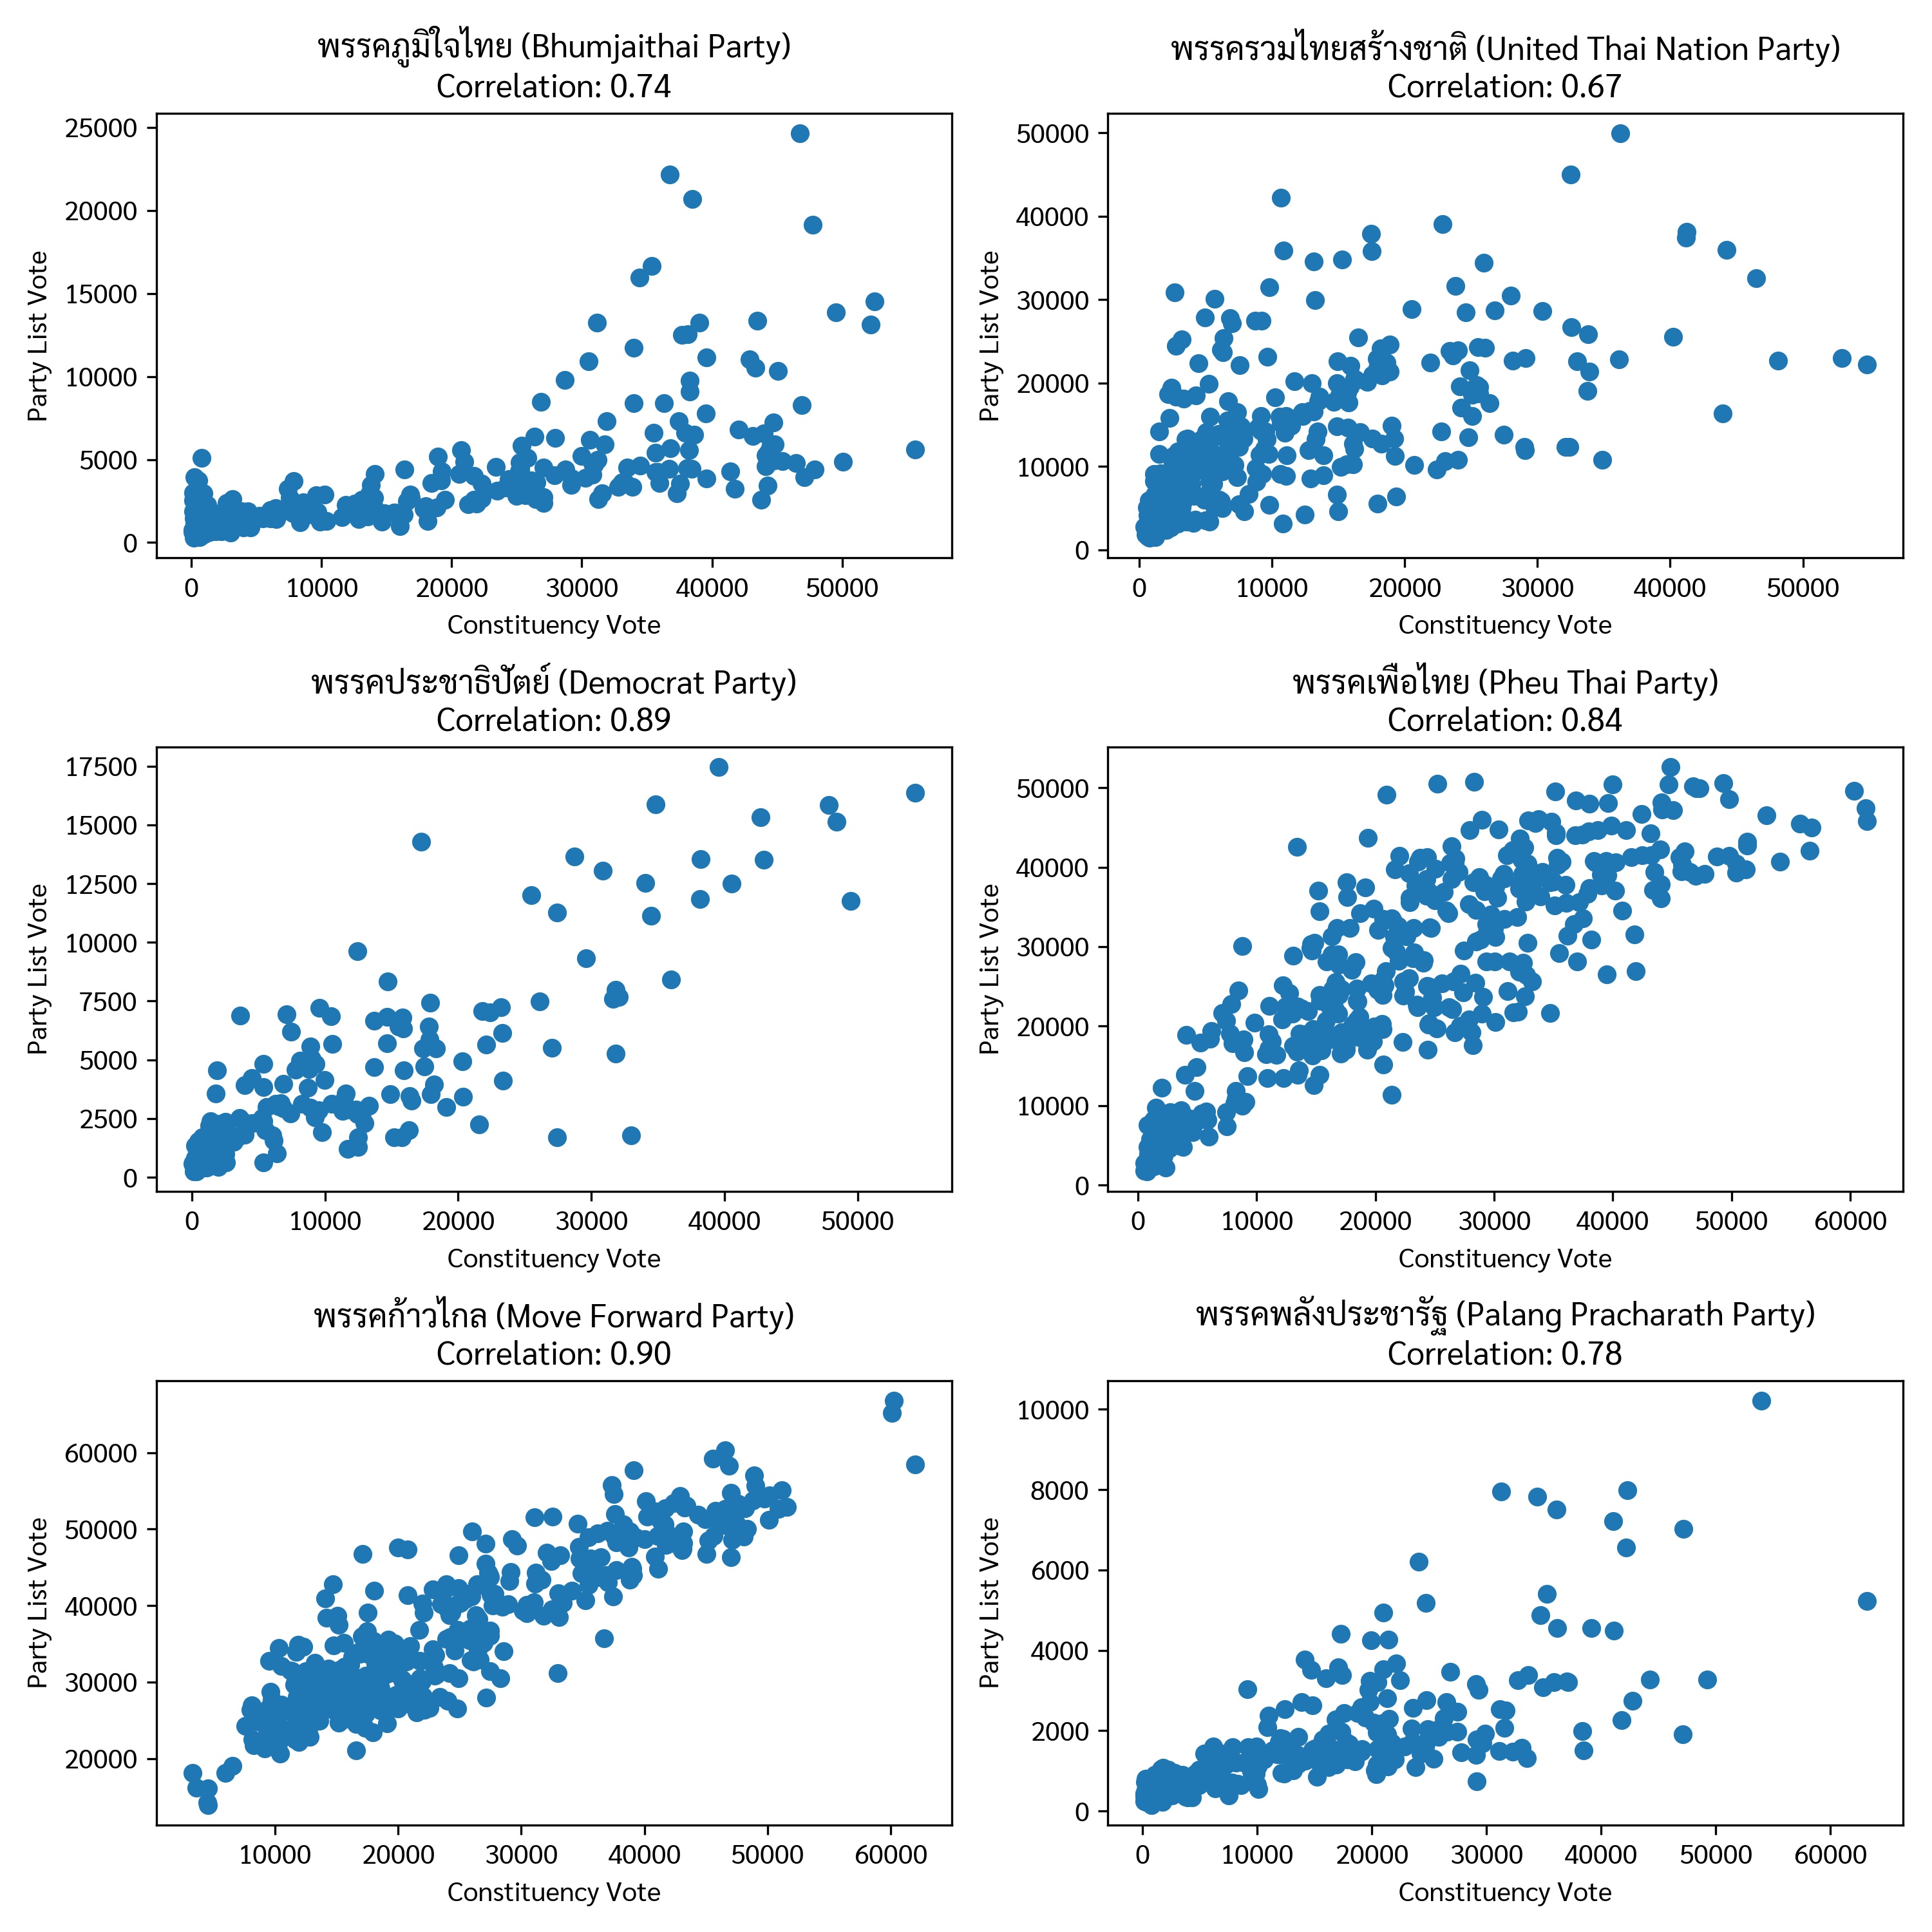 พรรคภูมิใจไทย (Bhumjaithai Party)
Correlation: 0.74
25000
20000
15000
10000
5000
0
Party List Vote
0 10000 20000 30000 40000 50000
Constituency Vote
พรรครวมไทยสร้างชาติ (United Thai Nation Party)
Correlation: 0.67
50000
40000
30000
20000
10000
0
Party List Vote
0 10000 20000 30000 40000 50000
Constituency Vote
พรรคประชาธิปัตย์ (Democrat Party)
Correlation: 0.89
17500
15000
12500
10000
7500
5000
2500
0
Party List Vote
0 10000 20000 30000 40000 50000
Constituency Vote
พรรคเพื่อไทย (Pheu Thai Party)
Correlation: 0.84
50000
40000
30000
20000
10000
0
Party List Vote
0 10000 20000 30000 40000 50000 60000
Constituency Vote
พรรคก้าวไกล (Move Forward Party)
Correlation: 0.90
60000
50000
40000
30000
20000
Party List Vote
10000 20000 30000 40000 50000 60000
Constituency Vote
พรรคพลังประชารัฐ (Palang Pracharath Party)
Correlation: 0.78
10000
8000
6000
4000
2000
0
Party List Vote
0 10000 20000 30000 40000 50000 60000
Constituency Vote